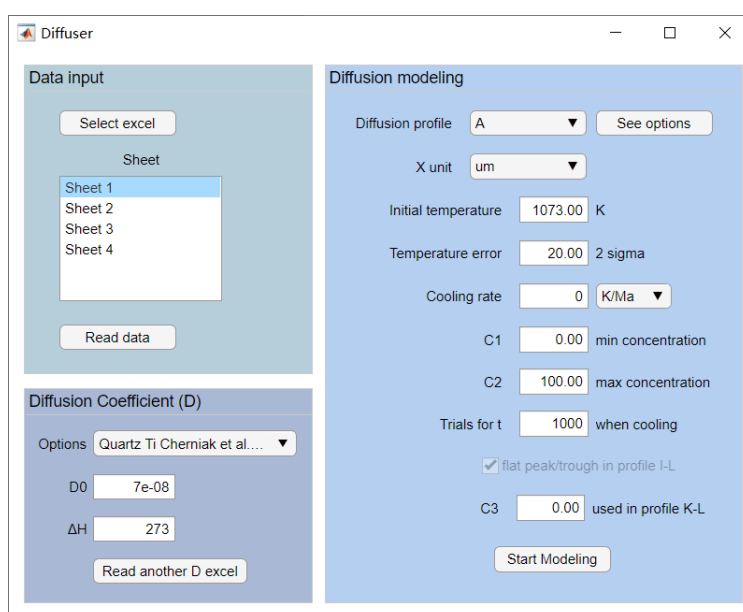 Diffuser
Data input
Select excel
Sheet
Sheet 1
Sheet 2
Sheet 3
Sheet 4
Read data
Diffusion Coefficient (D)
Options Quartz Ti Cherniak et al....
D0 7e-08
ΔH 273
Read another D excel
Diffusion modeling
Diffusion profile A See options
X unit um
Initial temperature 1073.00 K
Temperature error 20.00 2 sigma
Cooling rate 0 K/Ma
C1 0.00 min concentration
C2 100.00 max concentration
Trials for t 1000 when cooling
flat peak/trough in profile I-L
C3 0.00 used in profile K-L
Start Modeling